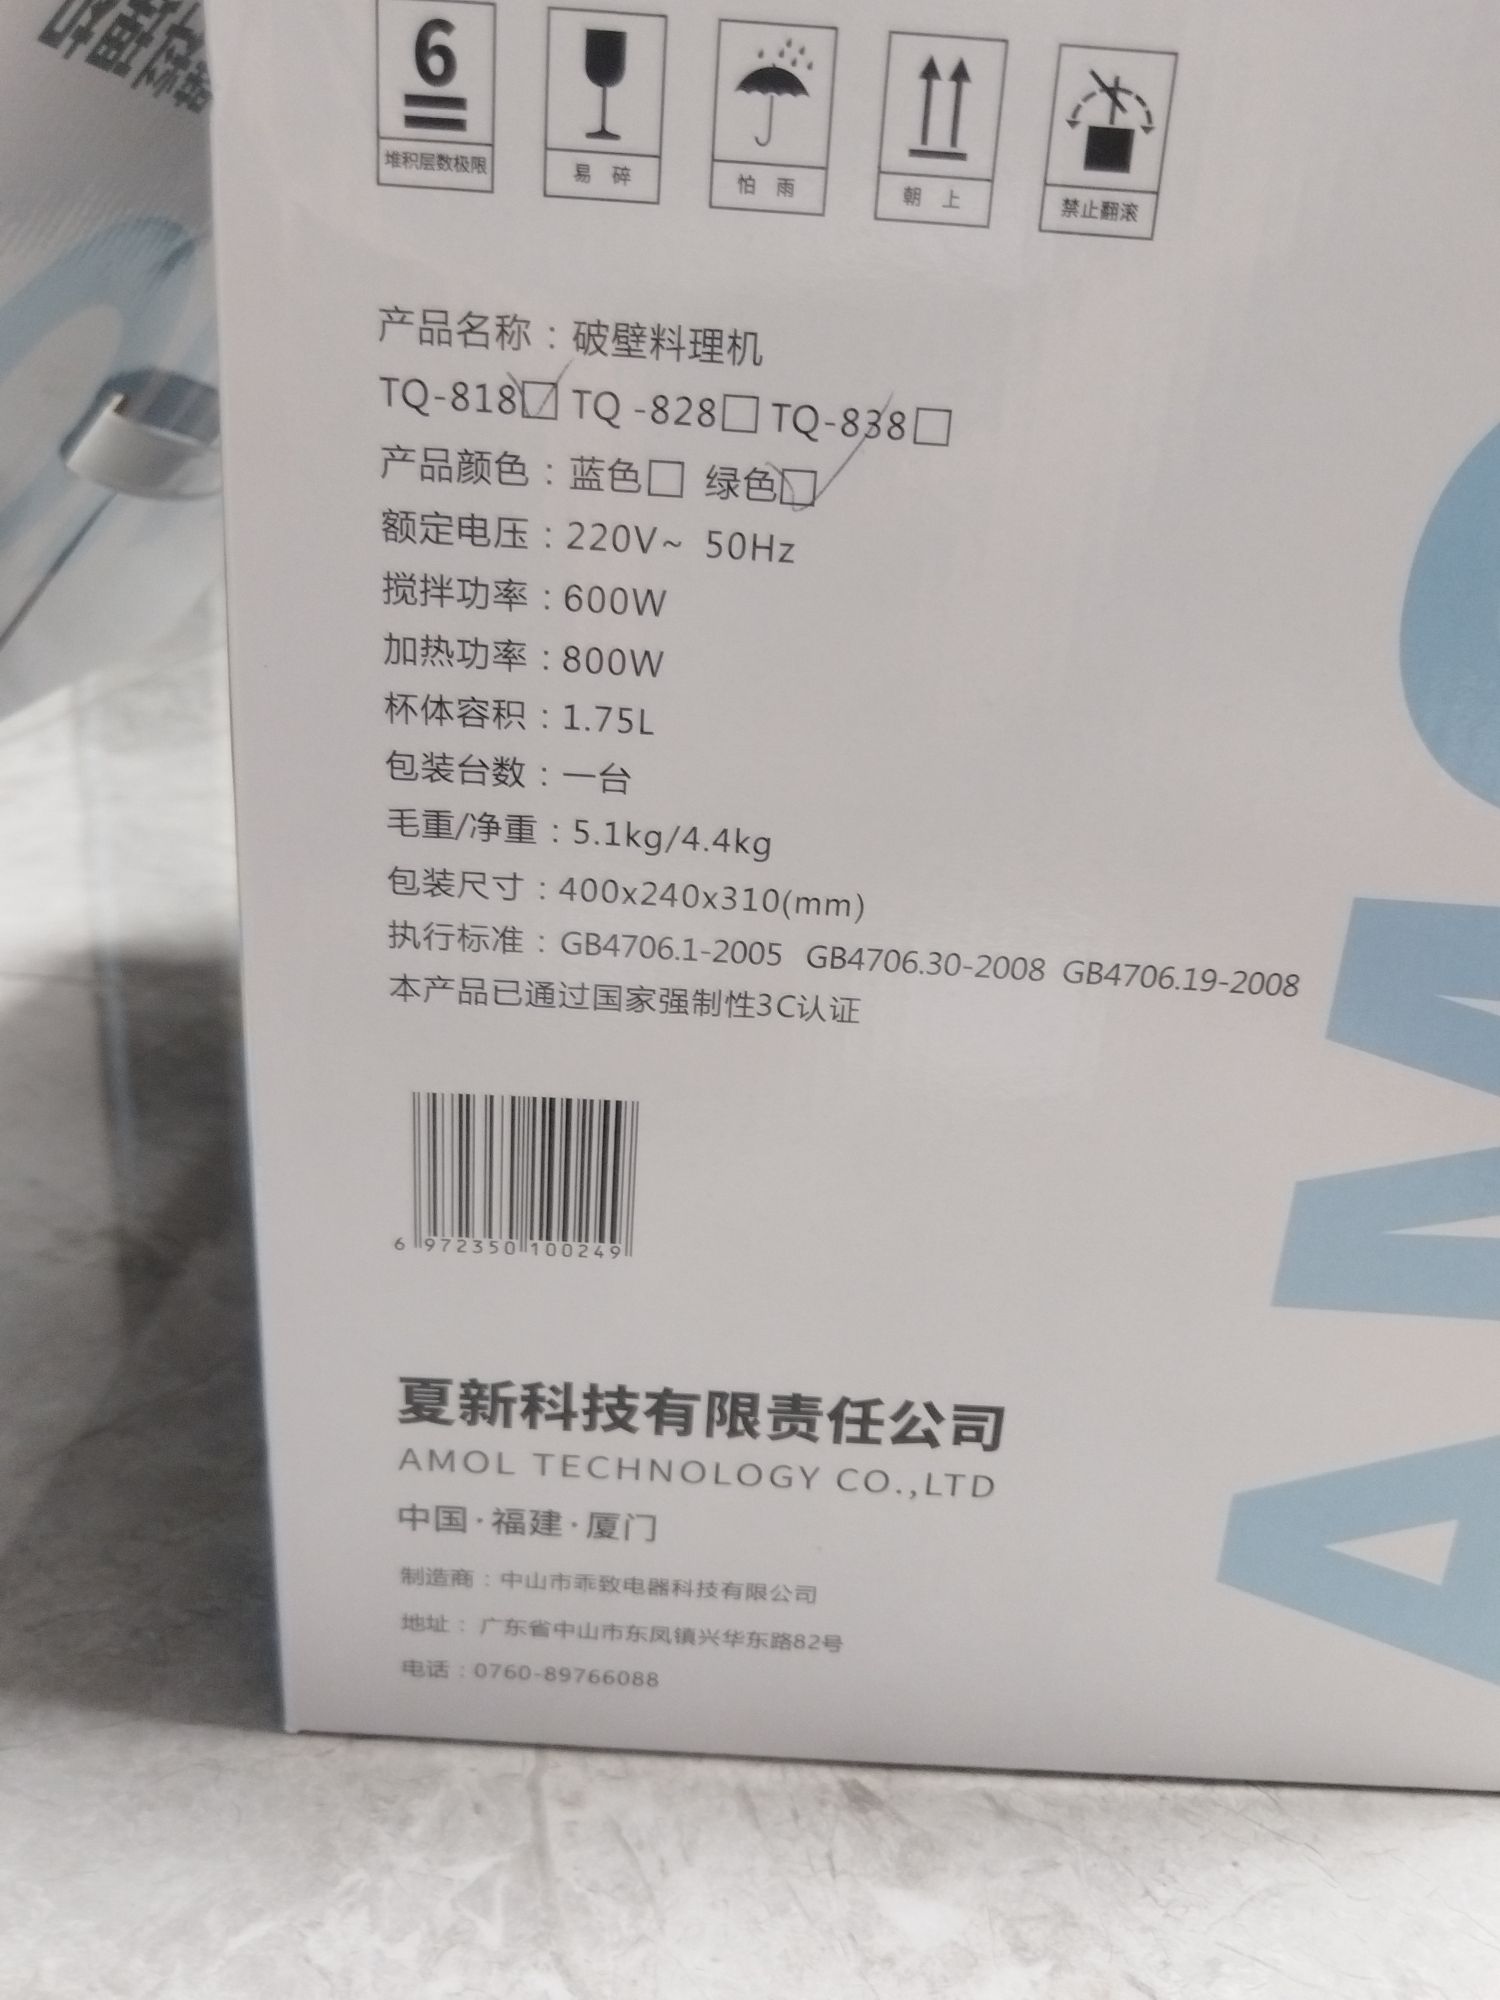 6
堆积层数极限
易 碎
怕 雨
朝 上
禁止翻滚
产品名称：破壁料理机
TQ-818□ TQ -828□ TQ-838□
产品颜色：蓝色□ 绿色□
额定电压：220V~ 50Hz
搅拌功率：600W
加热功率：800W
杯体容积：1.75L
包装台数：一台
毛重/净重：5.1kg/4.4kg
包装尺寸：400x240x310(mm)
执行标准：GB4706.1-2005 GB4706.30-2008 GB4706.19-2008
本产品已通过国家强制性3C认证
6 972350 100249
夏新科技有限责任公司
AMOL TECHNOLOGY CO.,LTD
中国·福建·厦门
制造商：中山市乖致电器科技有限公司
地址：广东省中山市东凤镇兴华东路82号
电话：0760-89766088